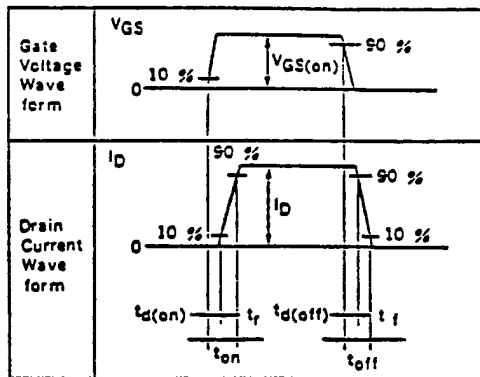 Gate
Voltage
Wave
form
VGS
10 %
0
VGS(on)
90 %
Drain
Current
Wave
form
ID
90 %
10 %
0
ID
90 %
10 %
td(on)
tr
td(off)
tf
ton
toff